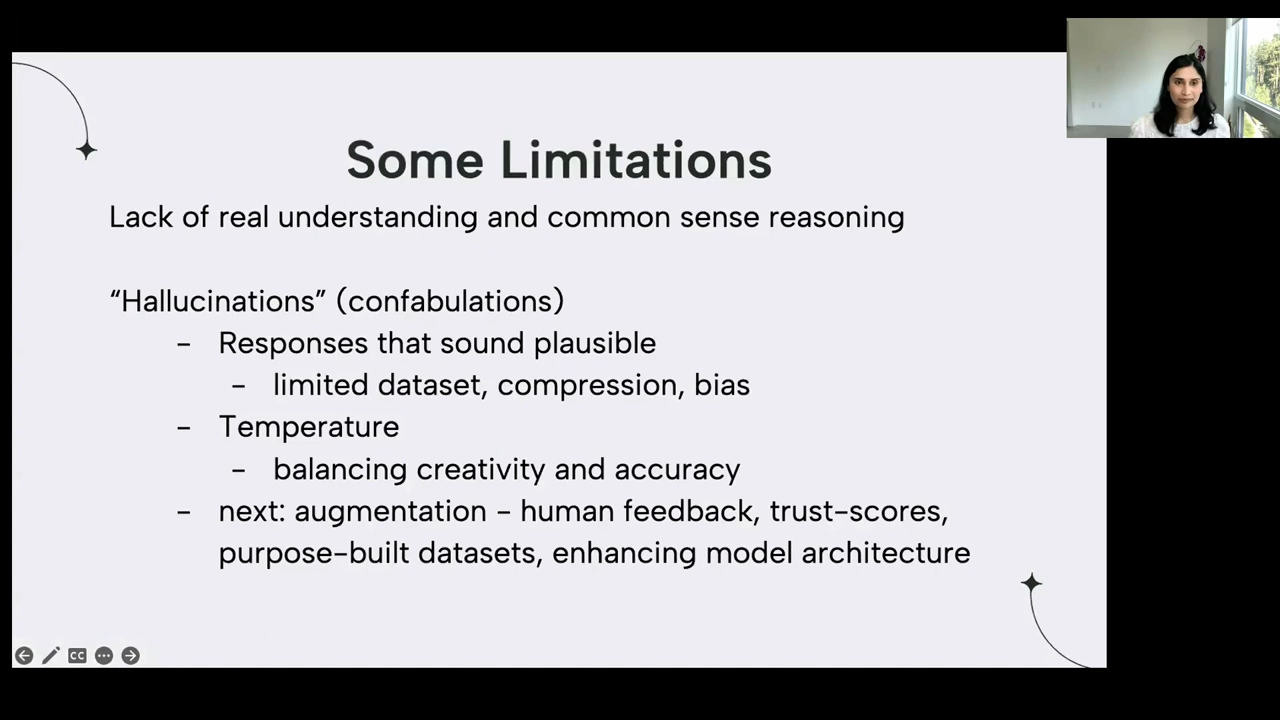 Some Limitations
Lack of real understanding and common sense reasoning
“Hallucinations” (confabulations)
- Responses that sound plausible
- limited dataset, compression, bias
- Temperature
- balancing creativity and accuracy
- next: augmentation - human feedback, trust-scores,
purpose-built datasets, enhancing model architecture
CC